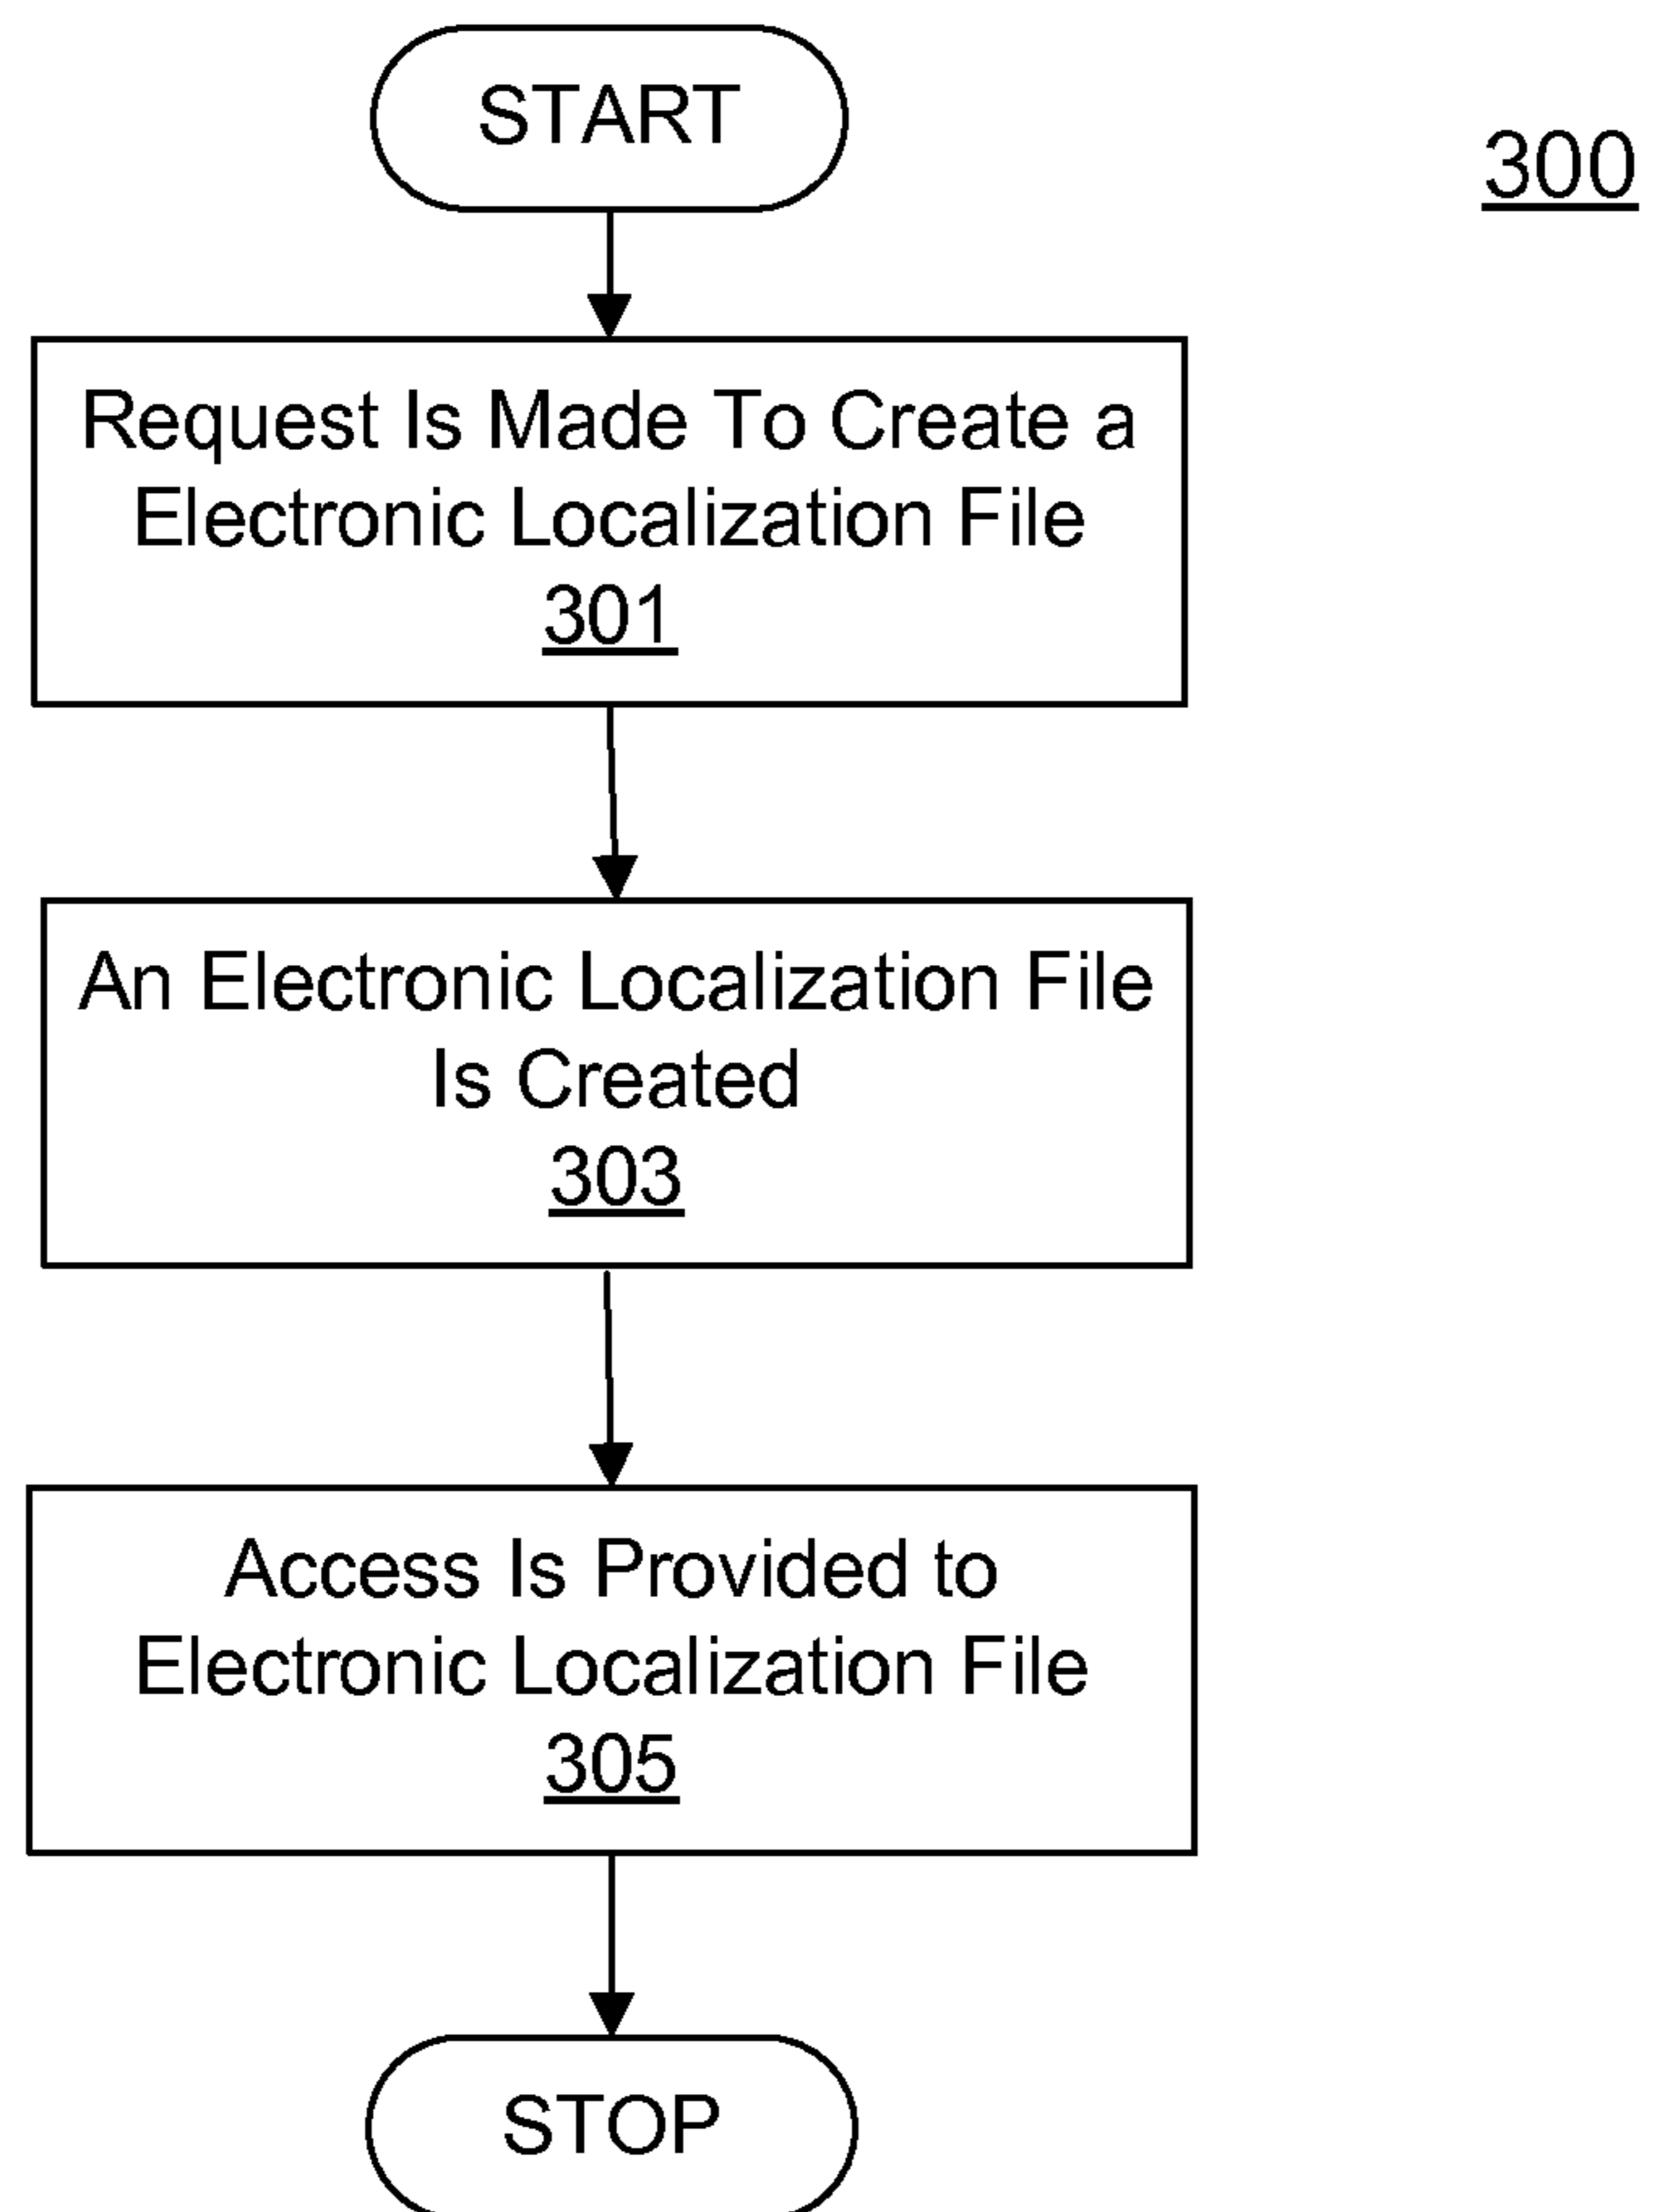 START
300
Request Is Made To Create a
Electronic Localization File
301
An Electronic Localization File
Is Created
303
Access Is Provided to
Electronic Localization File
305
STOP